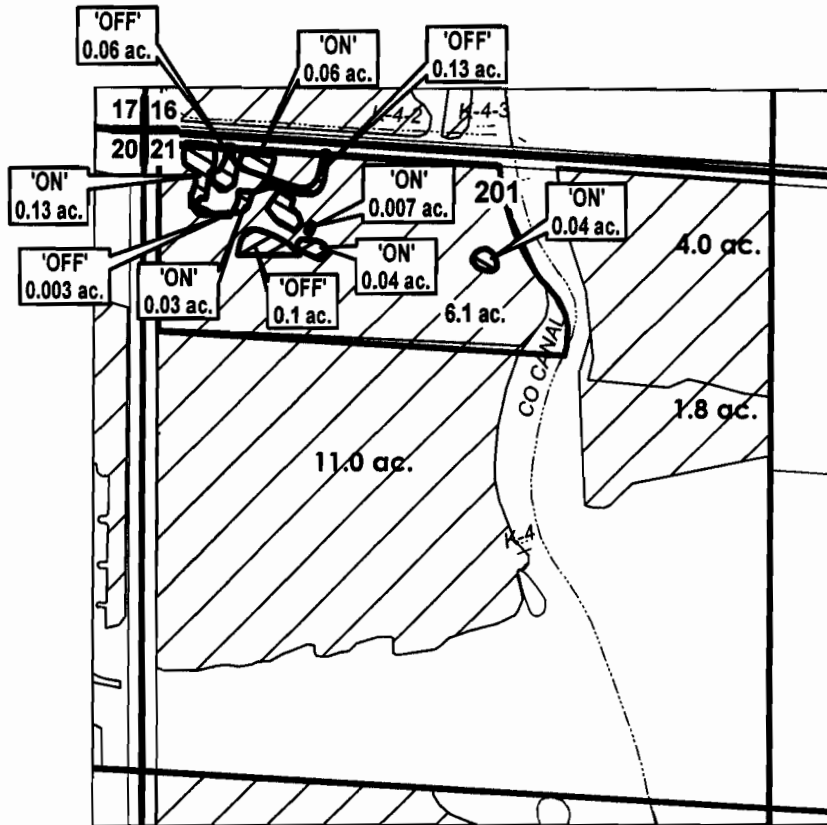 'OFF'
0.06 ac.
'ON'
0.06 ac.
'OFF'
0.13 ac.
17 16
K-4-2
K-4-3
20 21
'ON'
0.13 ac.
'ON'
0.007 ac.
201
'ON'
0.04 ac.
4.0 ac.
'OFF'
0.003 ac.
'ON'
0.03 ac.
'OFF'
0.1 ac.
'ON'
0.04 ac.
6.1 ac.
CO CANAL
1.8 ac.
11.0 ac.
K-4